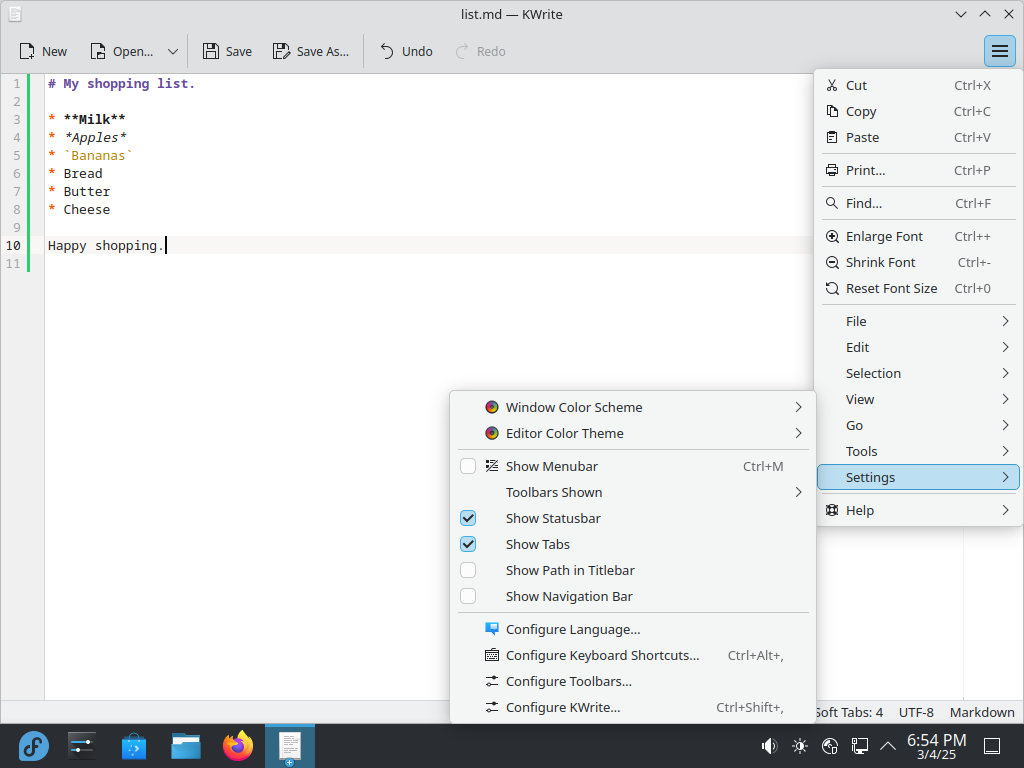 list.md — KWrite
New Open... Save Save As... Undo Redo
1 # My shopping list.
2
3 * **Milk**
4 * *Apples*
5 * `Bananas`
6 * Bread
7 * Butter
8 * Cheese
9
10 Happy shopping.
11
Cut Ctrl+X
Copy Ctrl+C
Paste Ctrl+V
Print... Ctrl+P
Find... Ctrl+F
Enlarge Font Ctrl++
Shrink Font Ctrl+-
Reset Font Size Ctrl+0
File
Edit
Selection
View
Go
Tools
Settings
Help
Window Color Scheme
Editor Color Theme
Show Menubar Ctrl+M
Toolbars Shown
Show Statusbar
Show Tabs
Show Path in Titlebar
Show Navigation Bar
Configure Language...
Configure Keyboard Shortcuts... Ctrl+Alt+,
Configure Toolbars...
Configure KWrite... Ctrl+Shift+,
Soft Tabs: 4 UTF-8 Markdown
6:54 PM
3/4/25